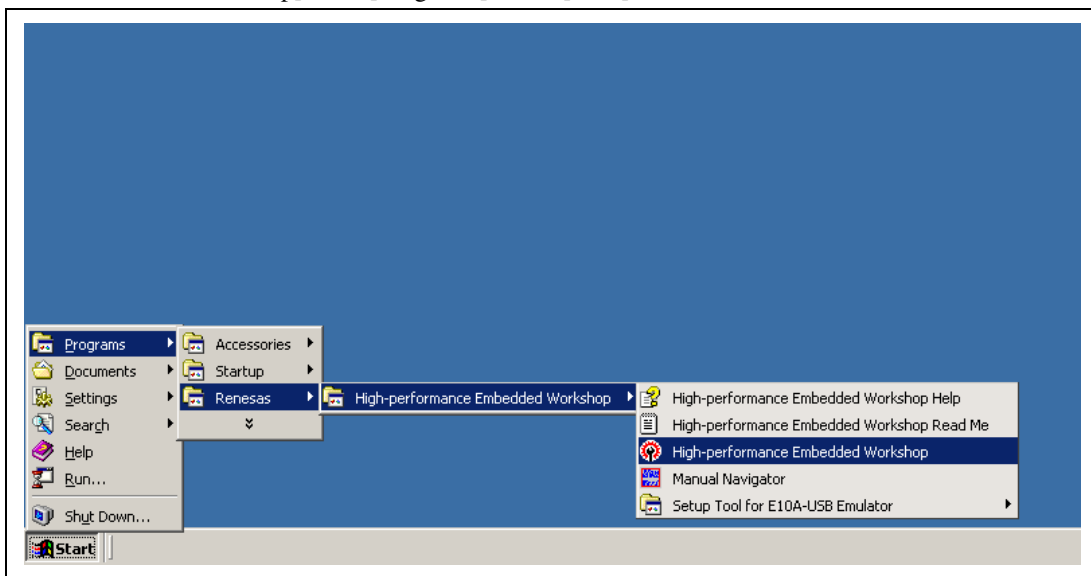 Programs
Documents
Settings
Search
Help
Run...
Shut Down...
Start
Accessories
Startup
Renesas
High-performance Embedded Workshop
High-performance Embedded Workshop Help
High-performance Embedded Workshop Read Me
High-performance Embedded Workshop
Manual Navigator
Setup Tool for E10A-USB Emulator